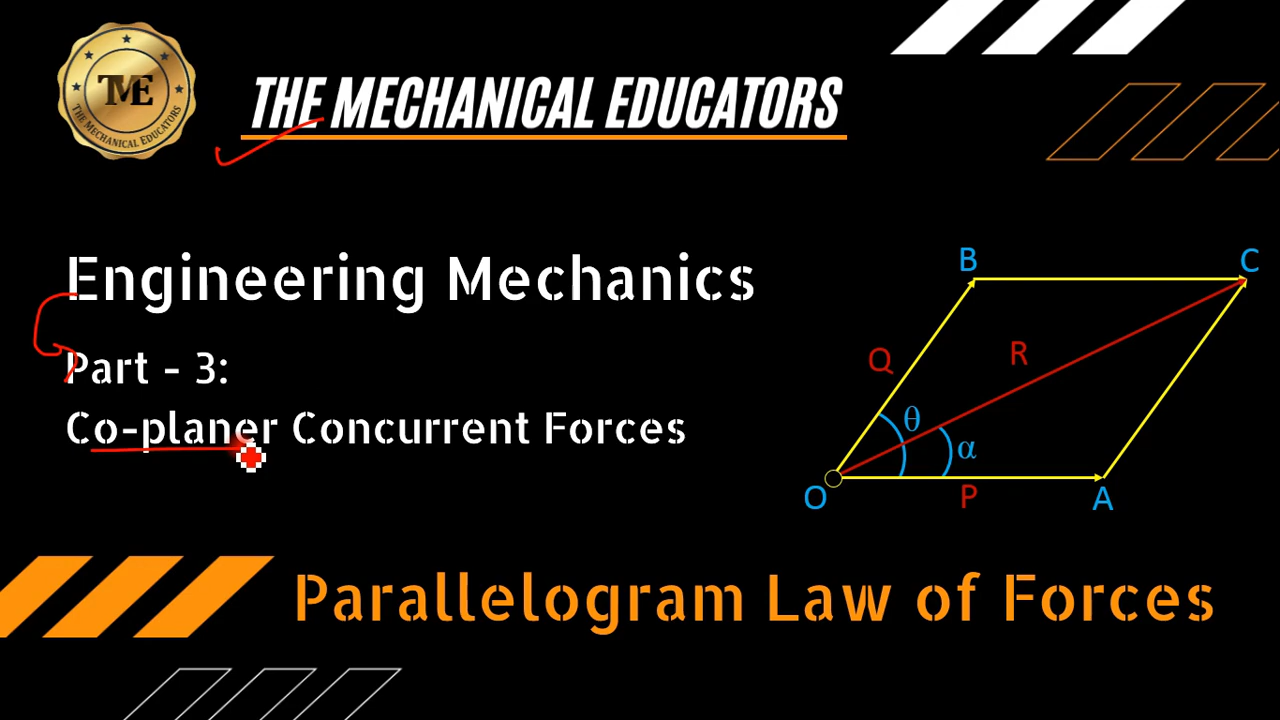 TME
THE MECHANICAL EDUCATORS
THE MECHANICAL EDUCATORS
Engineering Mechanics
Part - 3:
Co-planer Concurrent Forces
B
C
Q
R
θ
α
O
P
A
Parallelogram Law of Forces